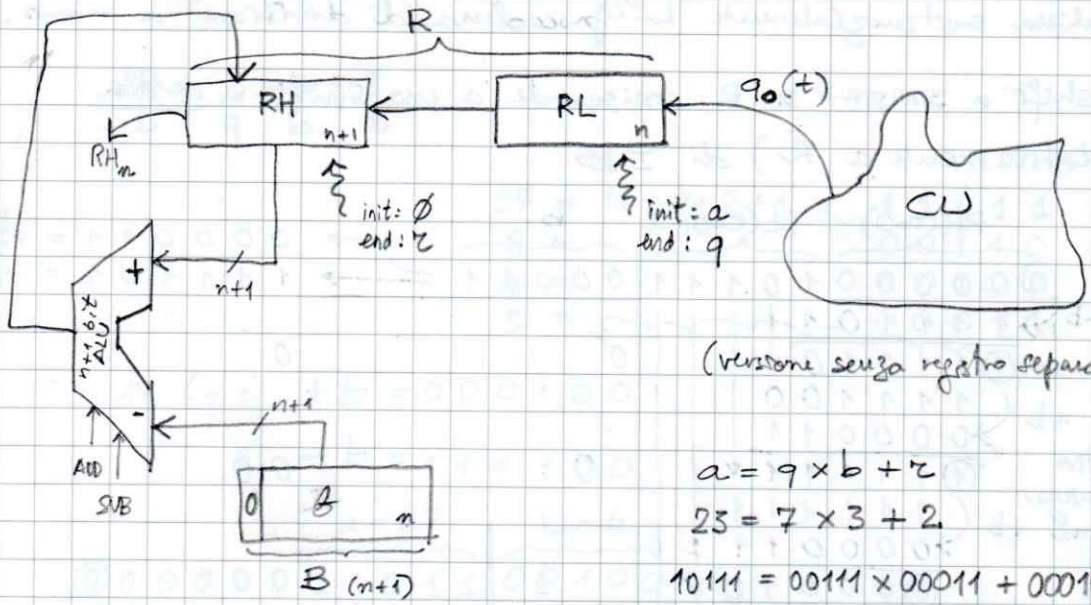 R
RH
n+1
RL
n
q₀(t)
CU
RHₙ
init: Ø
end: r
init: a
end: q
+
n+1
n+1 bit
ALU
-
n+1
ADD
SUB
0
b
n
B (n+1)
(versione senza registro separa
a = q × b + r
23 = 7 × 3 + 2
10111 = 00111 × 00011 + 0001